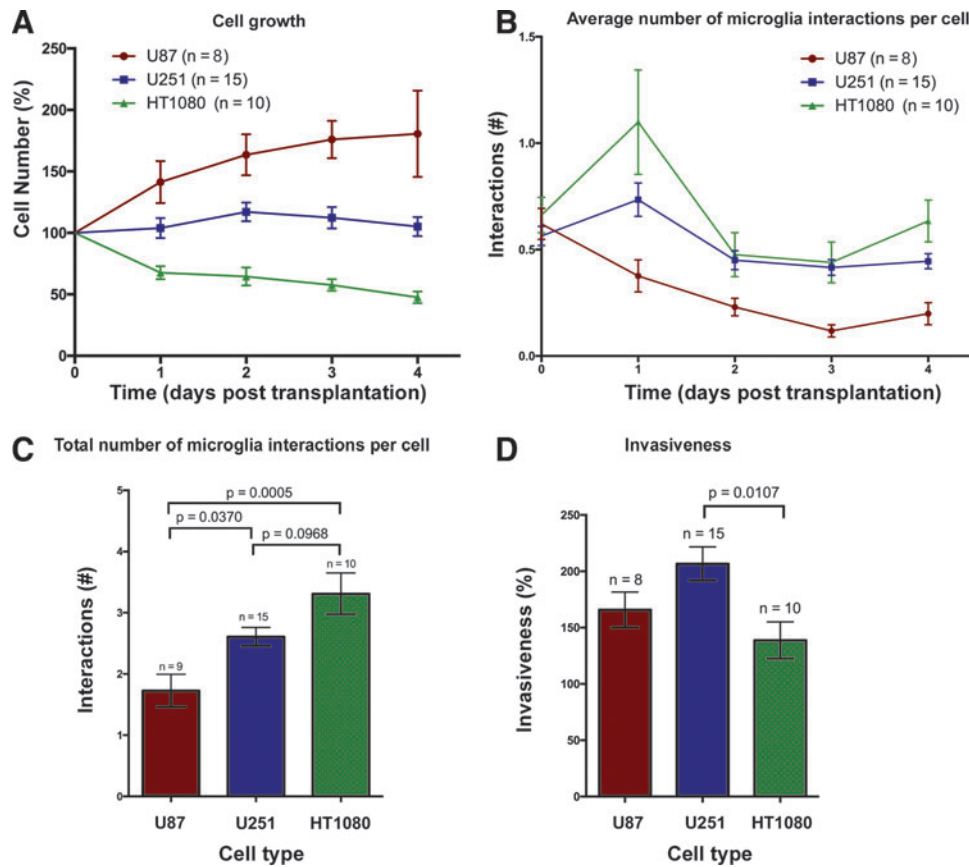 A
Cell growth
U87 (n = 8)
U251 (n = 15)
HT1080 (n = 10)
Cell Number (%)
250
200
150
100
50
0
0 1 2 3 4
Time (days post transplantation)
B
Average number of microglia interactions per cell
U87 (n = 8)
U251 (n = 15)
HT1080 (n = 10)
Interactions (#)
1.5
1.0
0.5
0.0
0 1 2 3 4
Time (days post transplantation)
C
Total number of microglia interactions per cell
p = 0.0005
p = 0.0370
p = 0.0968
n = 9
n = 15
n = 10
Interactions (#)
5
4
3
2
1
0
U87 U251 HT1080
Cell type
D
Invasiveness
p = 0.0107
n = 8
n = 15
n = 10
Invasiveness (%)
250
200
150
100
50
0
U87 U251 HT1080
Cell type